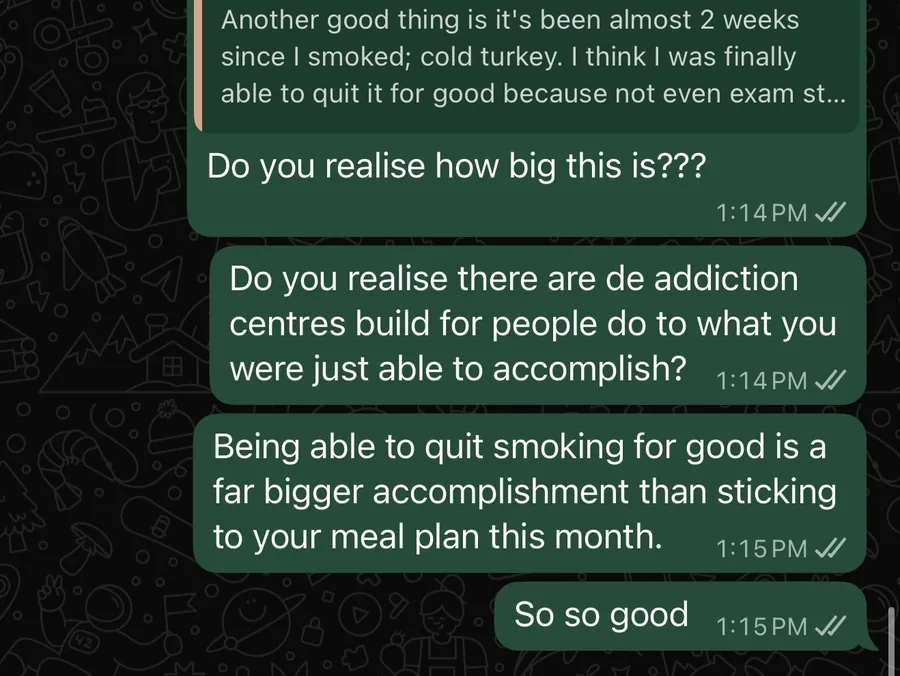 Another good thing is it's been almost 2 weeks
since I smoked; cold turkey. I think I was finally
able to quit it for good because not even exam st...
Do you realise how big this is???
1:14 PM
Do you realise there are de addiction
centres build for people do to what you
were just able to accomplish?
1:14 PM
Being able to quit smoking for good is a
far bigger accomplishment than sticking
to your meal plan this month.
1:15 PM
So so good
1:15 PM
42